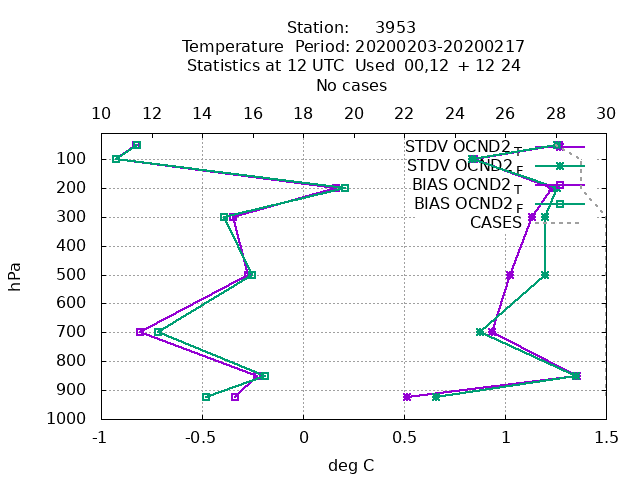 Station: 3953
Temperature Period: 20200203-20200217
Statistics at 12 UTC Used 00,12 + 12 24
No cases
10 12 14 16 18 20 22 24 26 28 30
STDV OCND2_T
100
STDV OCND2_F
200
BIAS OCND2_T
BIAS OCND2_F
300
CASES
400
500
600
700
800
900
1000
hPa
-1 -0.5 0 0.5 1 1.5
deg C